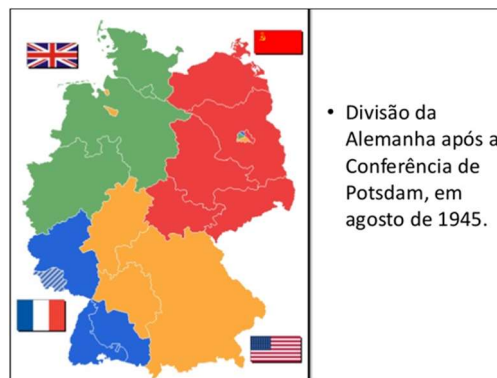 • Divisão da
Alemanha após a
Conferência de
Potsdam, em
agosto de 1945.